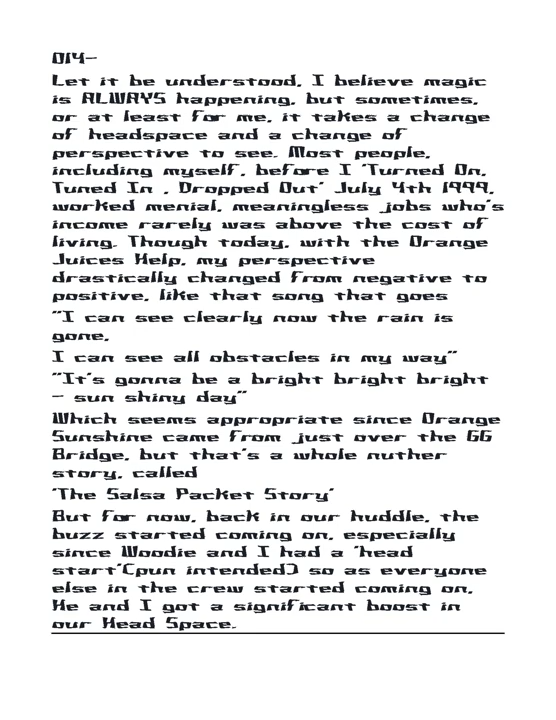 014-
Let it be understood, I believe magic
is ALWAYS happening, but sometimes,
or at least for me, it takes a change
of headspace and a change of
perspective to see. Most people,
including myself, before I 'Turned On,
Tuned In , Dropped Out' July 4th 1999,
worked menial, meaningless jobs who's
income rarely was above the cost of
living. Though today, with the Orange
Juices Help, my perspective
drastically changed from negative to
positive, like that song that goes
"I can see clearly now the rain is
gone,
I can see all obstacles in my way"
"It's gonna be a bright bright bright
- sun shiny day"
Which seems appropriate since Orange
Sunshine came from just over the GG
Bridge, but that's a whole nuther
story, called
'The Salsa Packet Story'
But for now, back in our huddle, the
buzz started coming on, especially
since Woodie and I had a 'head
start'(pun intended) so as everyone
else in the crew started coming on,
He and I got a significant boost in
our Head Space.